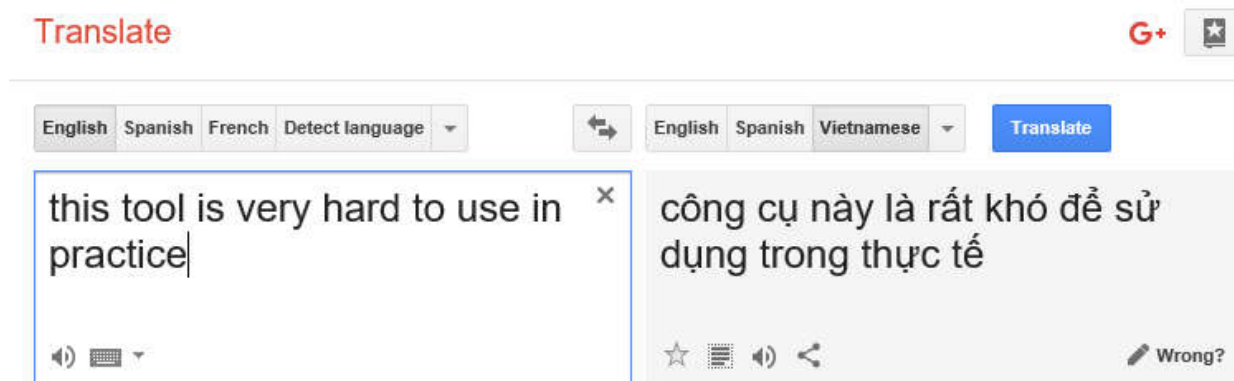 Translate
G+
English Spanish French Detect language
English Spanish Vietnamese
Translate
this tool is very hard to use in
practice
công cụ này là rất khó để sử
dụng trong thực tế
Wrong?